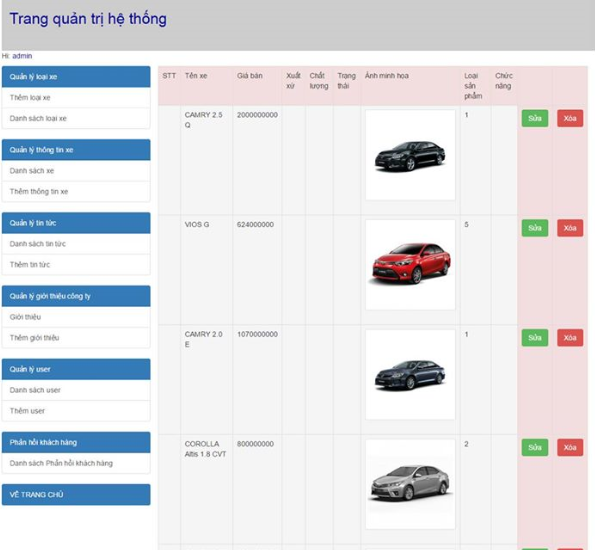 Trang quản trị hệ thống
Hi: admin
Quản lý loại xe
Thêm loại xe
Danh sách loại xe
Quản lý thông tin xe
Danh sách xe
Thêm thông tin xe
Quản lý tin tức
Danh sách tin tức
Thêm tin tức
Quản lý giới thiệu công ty
Giới thiệu
Thêm giới thiệu
Quản lý user
Danh sách user
Thêm user
Phản hồi khách hàng
Danh sách Phản hồi khách hàng
VỀ TRANG CHỦ
STT Tên xe Giá bán Xuất xứ Chất lượng Trạng thái Ảnh minh họa Loại sản phẩm Chức năng
CAMRY 2.5 Q 2000000000 1 Sửa Xóa
VIOS G 624000000 5 Sửa Xóa
CAMRY 2.0 E 1070000000 1 Sửa Xóa
COROLLA Altis 1.8 CVT 800000000 2 Sửa Xóa